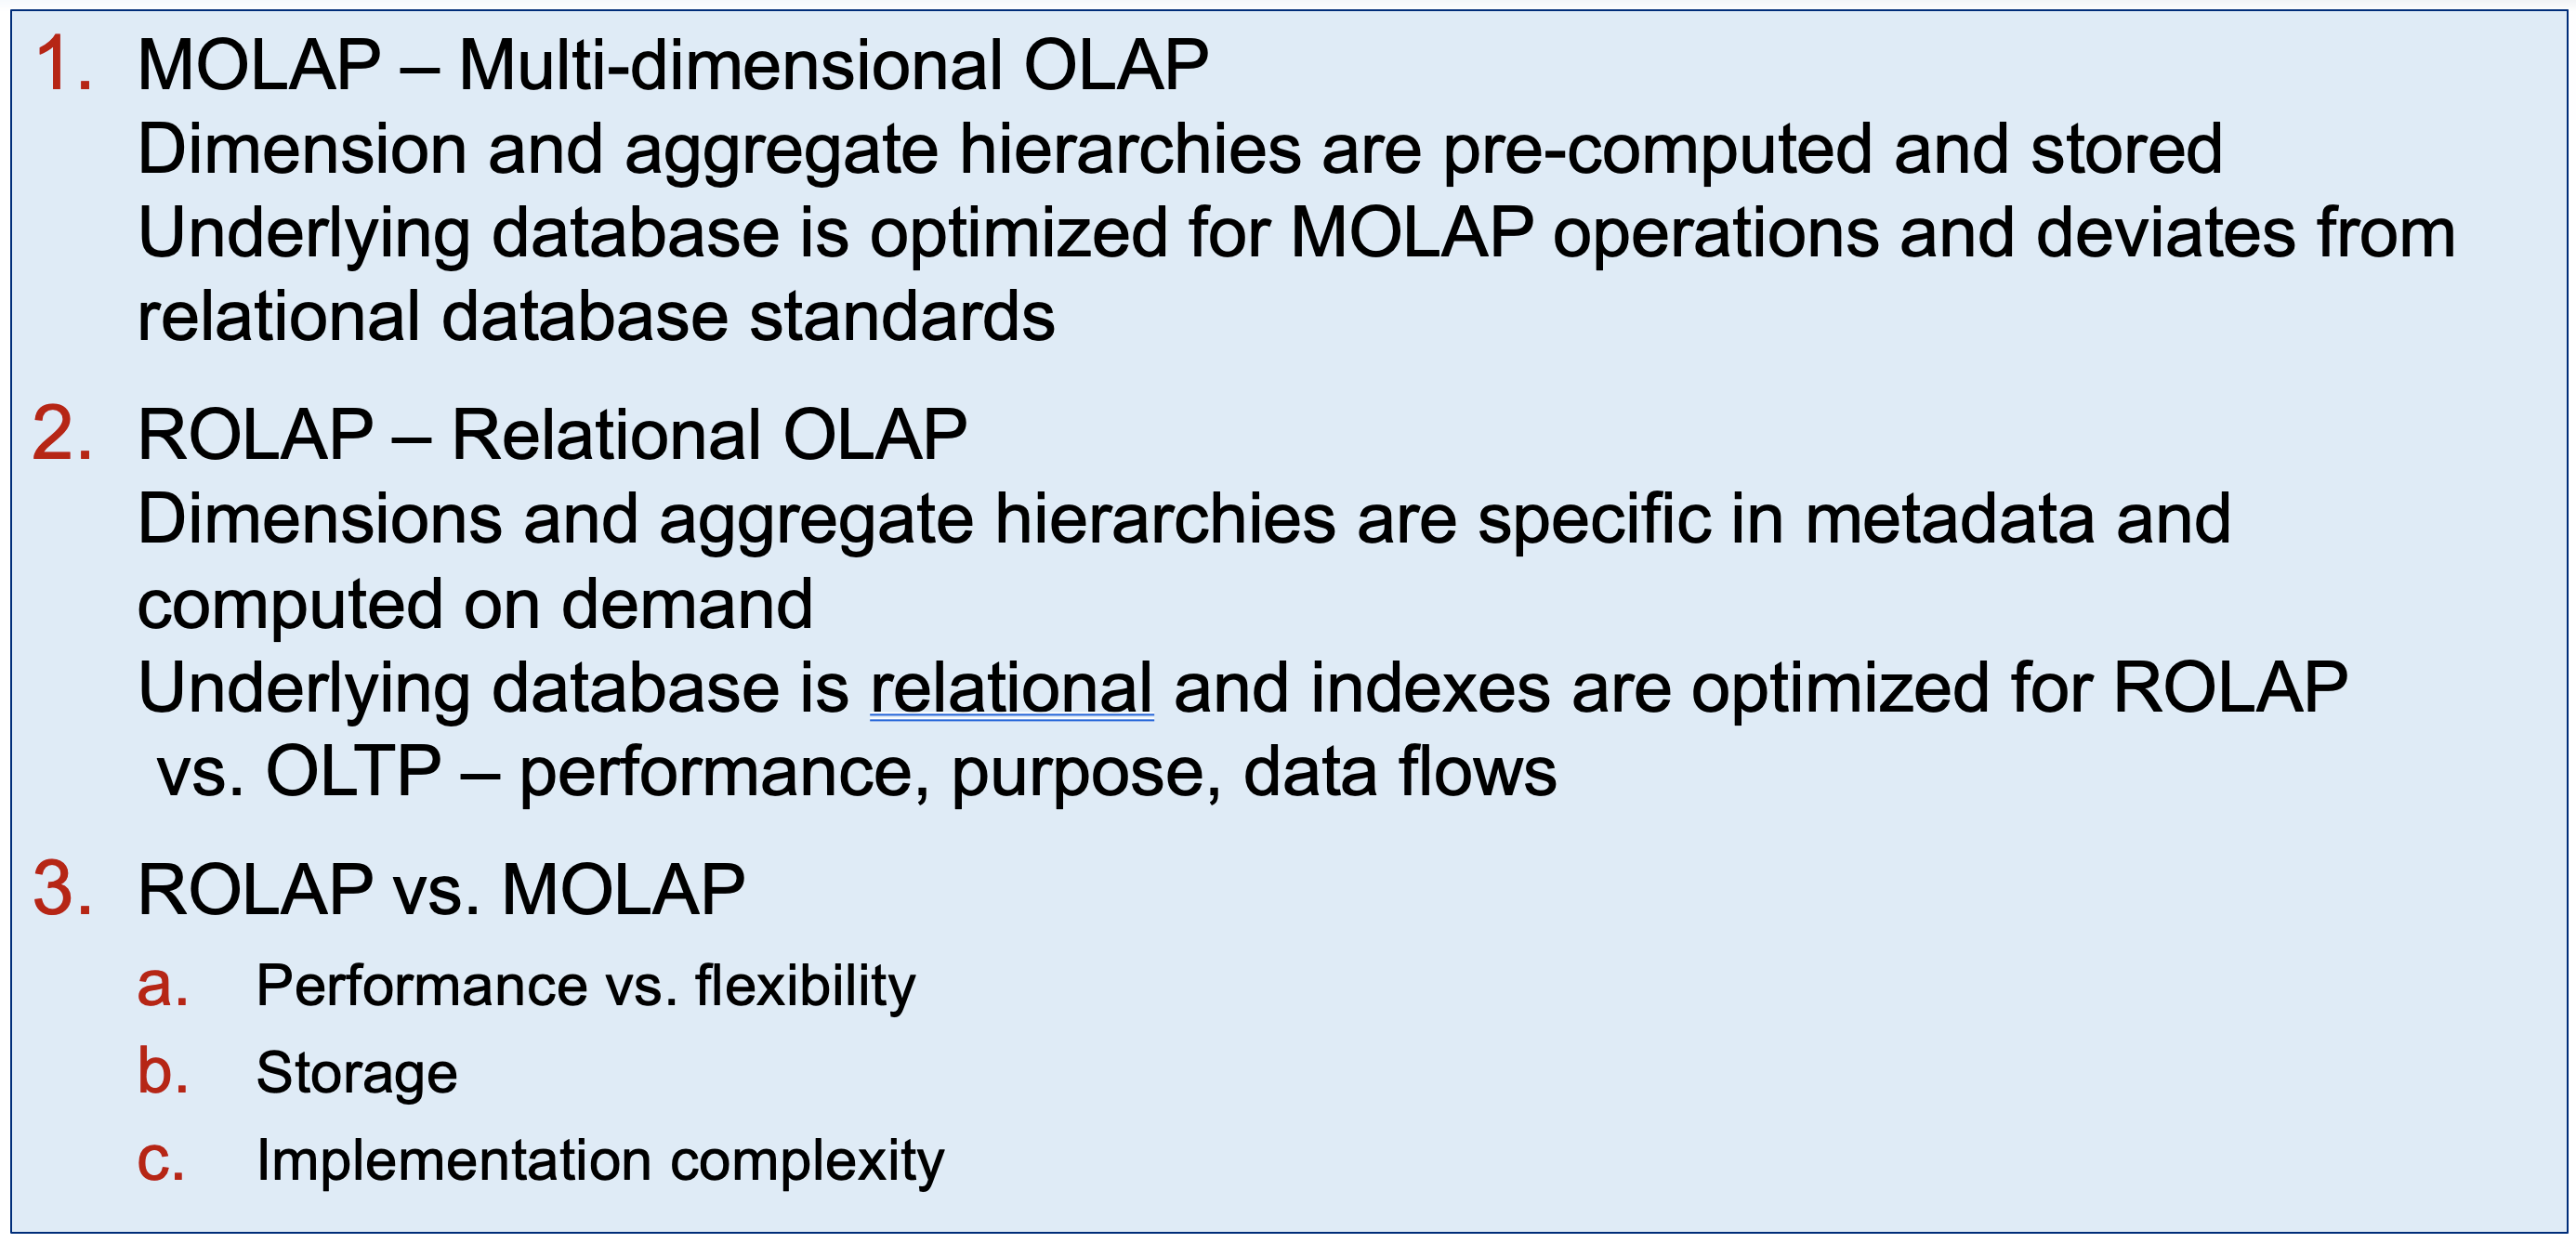 1. MOLAP – Multi-dimensional OLAP
Dimension and aggregate hierarchies are pre-computed and stored
Underlying database is optimized for MOLAP operations and deviates from
relational database standards
2. ROLAP – Relational OLAP
Dimensions and aggregate hierarchies are specific in metadata and
computed on demand
Underlying database is relational and indexes are optimized for ROLAP
vs. OLTP – performance, purpose, data flows
3. ROLAP vs. MOLAP
a. Performance vs. flexibility
b. Storage
c. Implementation complexity